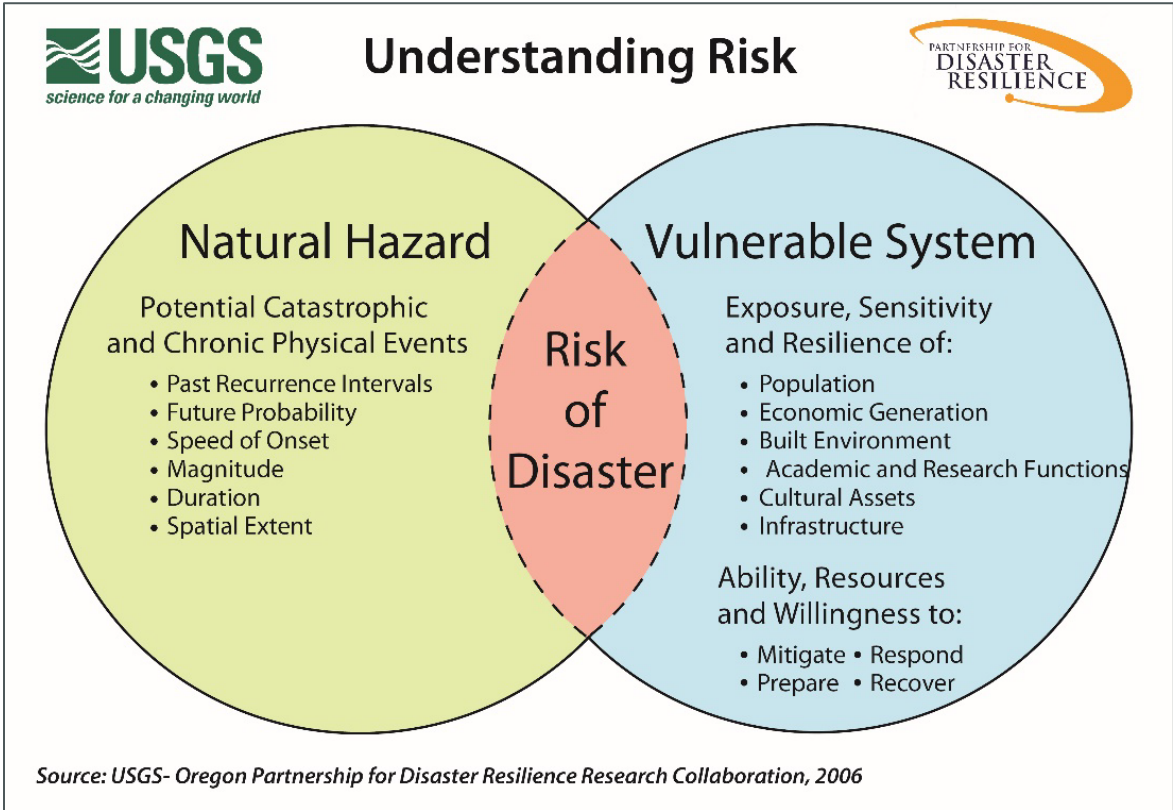 USGS
science for a changing world
Understanding Risk
PARTNERSHIP FOR
DISASTER
RESILIENCE
Natural Hazard
Potential Catastrophic
and Chronic Physical Events
• Past Recurrence Intervals
• Future Probability
• Speed of Onset
• Magnitude
• Duration
• Spatial Extent
Risk
of
Disaster
Vulnerable System
Exposure, Sensitivity
and Resilience of:
• Population
• Economic Generation
• Built Environment
• Academic and Research Functions
• Cultural Assets
• Infrastructure
Ability, Resources
and Willingness to:
• Mitigate • Respond
• Prepare • Recover
Source: USGS- Oregon Partnership for Disaster Resilience Research Collaboration, 2006